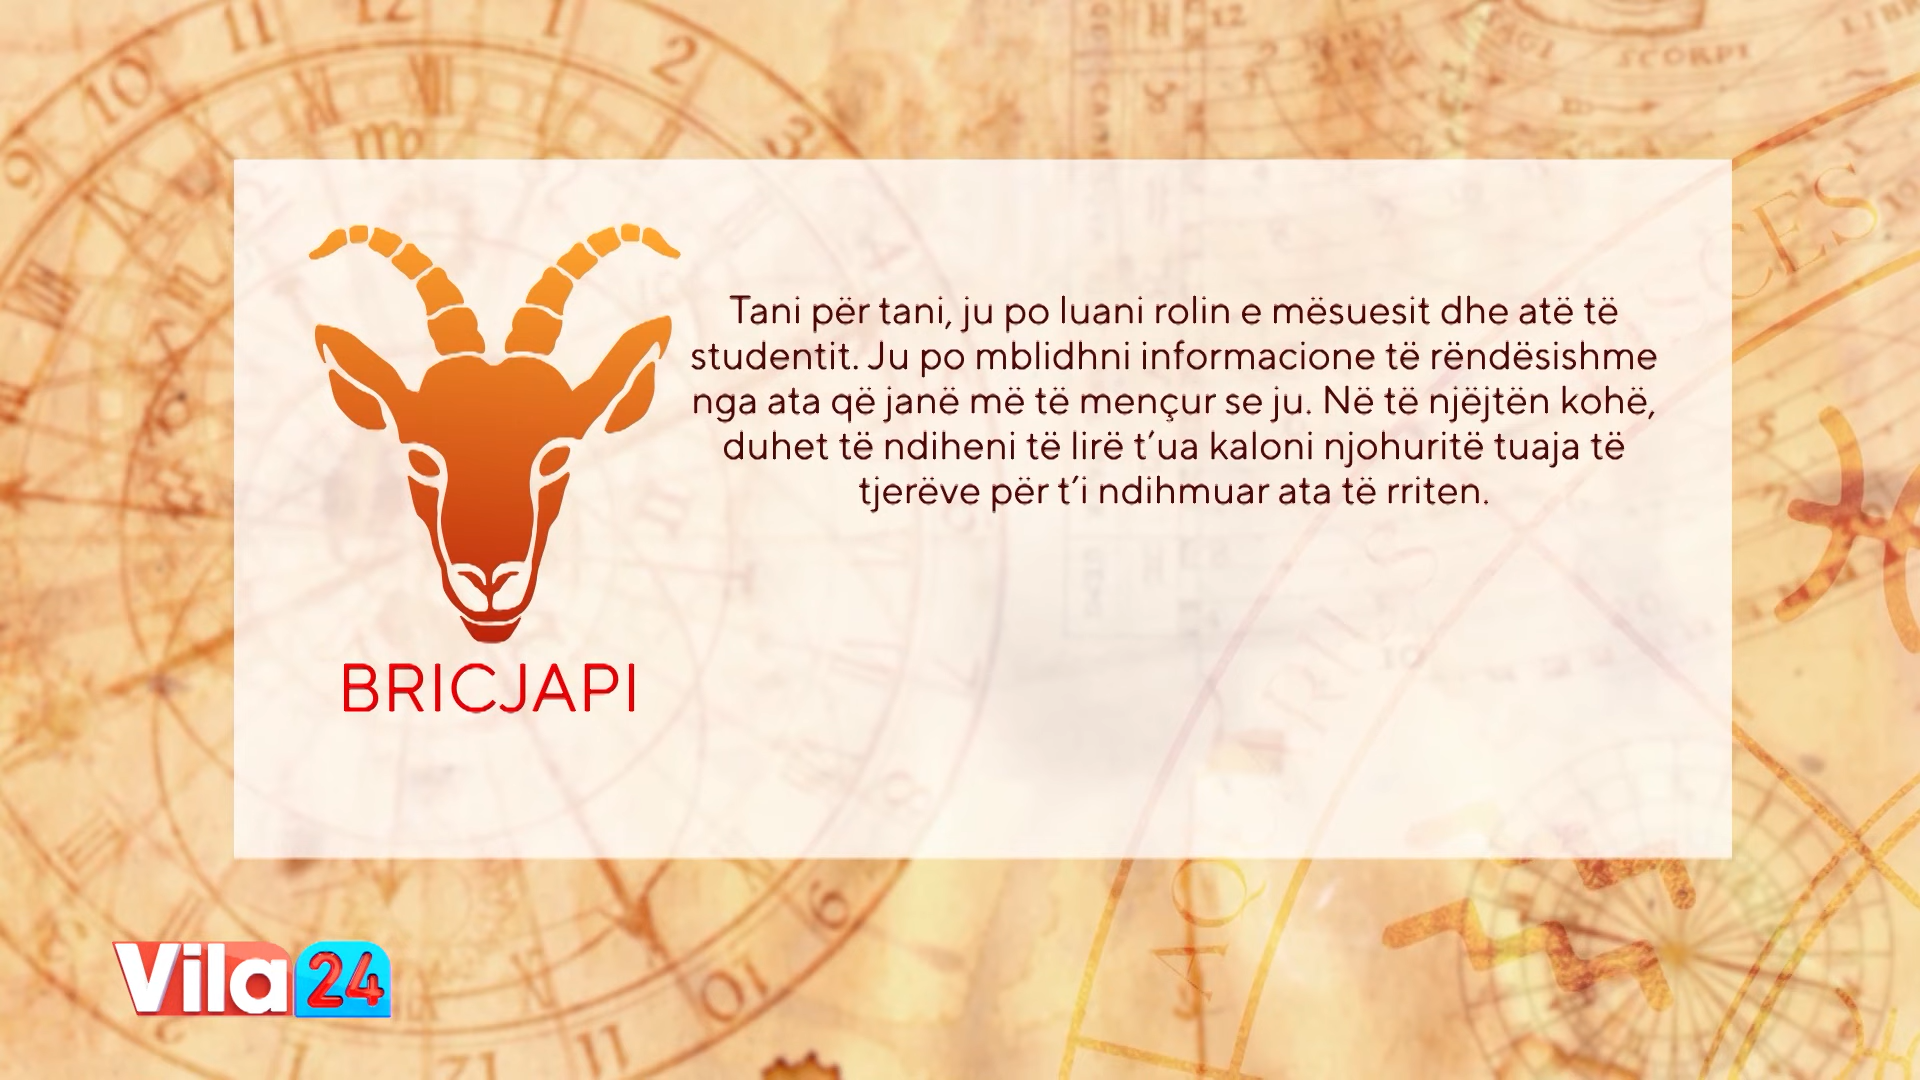 Tani për tani, ju po luani rolin e mësuesit dhe atë të
studentit. Ju po mblidhni informacione të rëndësishme
nga ata që janë më të mençur se ju. Në të njëjtën kohë,
duhet të ndiheni të lirë t'ua kaloni njohuritë tuaja të
tjerëve për t'i ndihmuar ata të rriten.
BRICJAPI
Vila 24
SCORPI